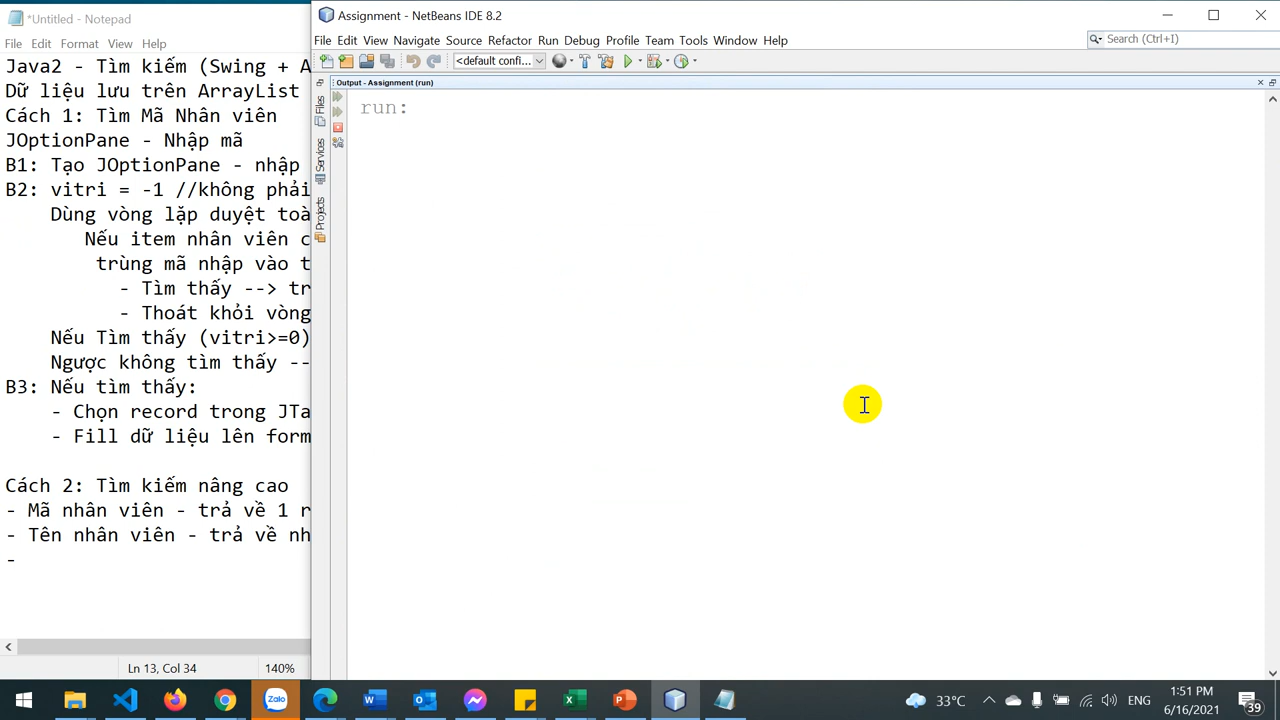 *Untitled - Notepad
File Edit Format View Help
Java2 - Tìm kiếm (Swing + A
Dữ liệu lưu trên ArrayList
Cách 1: Tìm Mã Nhân viên
JOptionPane - Nhập mã
B1: Tạo JOptionPane - nhập
B2: vitri = -1 //không phải
Dùng vòng lặp duyệt toà
Nếu item nhân viên c
trùng mã nhập vào t
- Tìm thấy --> tr
- Thoát khỏi vòng
Nếu Tìm thấy (vitri>=0)
Ngược không tìm thấy --
B3: Nếu tìm thấy:
- Chọn record trong JTa
- Fill dữ liệu lên form
Cách 2: Tìm kiếm nâng cao
- Mã nhân viên - trả về 1 r
- Tên nhân viên - trả về nh
-
Ln 13, Col 34 140%
Assignment - NetBeans IDE 8.2
File Edit View Navigate Source Refactor Run Debug Profile Team Tools Window Help
Search (Ctrl+I)
<default confi...
Output - Assignment (run)
run:
Files
Services
Projects
Zalo
33°C
ENG
1:51 PM
6/16/2021
39